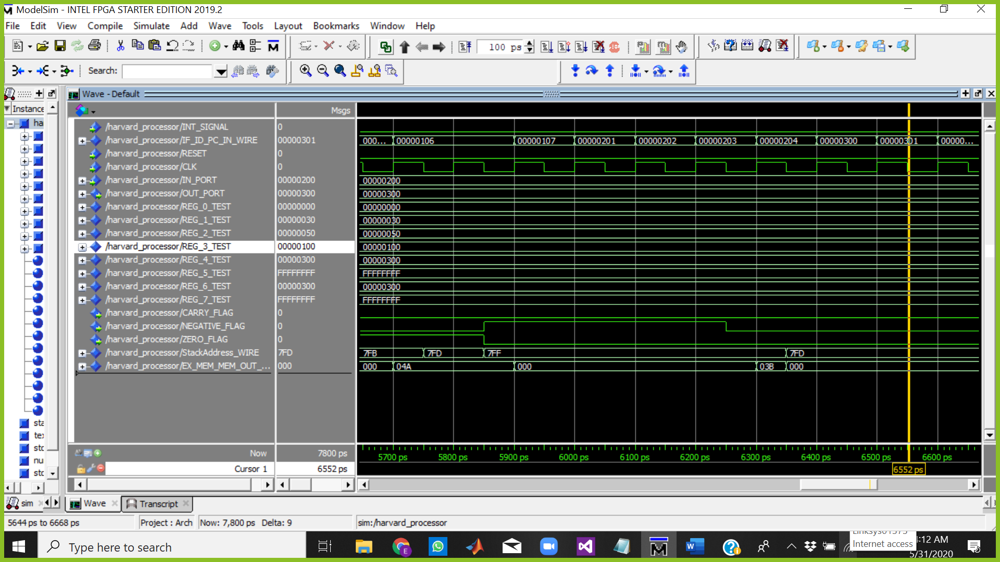 ModelSim - INTEL FPGA STARTER EDITION 2019.2
File Edit View Compile Simulate Add Wave Tools Layout Bookmarks Window Help
100 ps
Search:
Wave - Default
Instance
Msgs
ha
/harvard_processor/INT_SIGNAL 0
/harvard_processor/IF_ID_PC_IN_WIRE 00000301 000... 00000106 00000107 00000201 00000202 00000203 00000204 00000300 00000301 00000...
/harvard_processor/RESET 0
/harvard_processor/CLK 0
/harvard_processor/IN_PORT 00000200 00000200
/harvard_processor/OUT_PORT 00000300 00000300
/harvard_processor/REG_0_TEST 00000000 00000000
/harvard_processor/REG_1_TEST 00000030 00000030
/harvard_processor/REG_2_TEST 00000050 00000050
/harvard_processor/REG_3_TEST 00000100 00000100
/harvard_processor/REG_4_TEST 00000300 00000300
/harvard_processor/REG_5_TEST FFFFFFFF FFFFFFFF
/harvard_processor/REG_6_TEST 00000300 00000300
/harvard_processor/REG_7_TEST FFFFFFFF FFFFFFFF
/harvard_processor/CARRY_FLAG 0
/harvard_processor/NEGATIVE_FLAG 0
/harvard_processor/ZERO_FLAG 0
/harvard_processor/StackAddress_WIRE 7FD 7FB 7FD 7FF 7FD
/harvard_processor/EX_MEM_MEM_OUT_... 000 000 04A 000 03B 000
sta
tex
std
nu
std
Now 7800 ps 5700 ps 5800 ps 5900 ps 6000 ps 6100 ps 6200 ps 6300 ps 6400 ps 6500 ps 6600 ps
Cursor 1 6552 ps 6552 ps
sim Wave Transcript
5644 ps to 6668 ps Project : Arch Now: 7,800 ps Delta: 9 sim:/harvard_processor
Type here to search
Internet access
:12 AM
5/31/2020